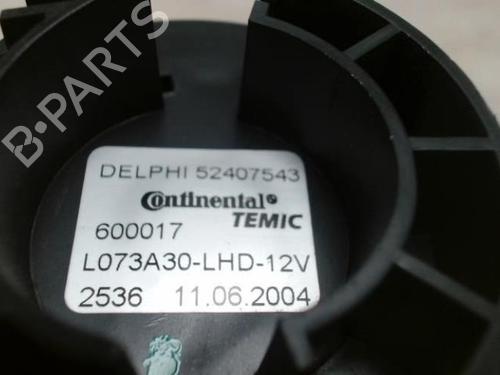 B-PARTS
DELPHI 52407543
Continental TEMIC
600017
L073A30-LHD-12V
2536 11.06.2004